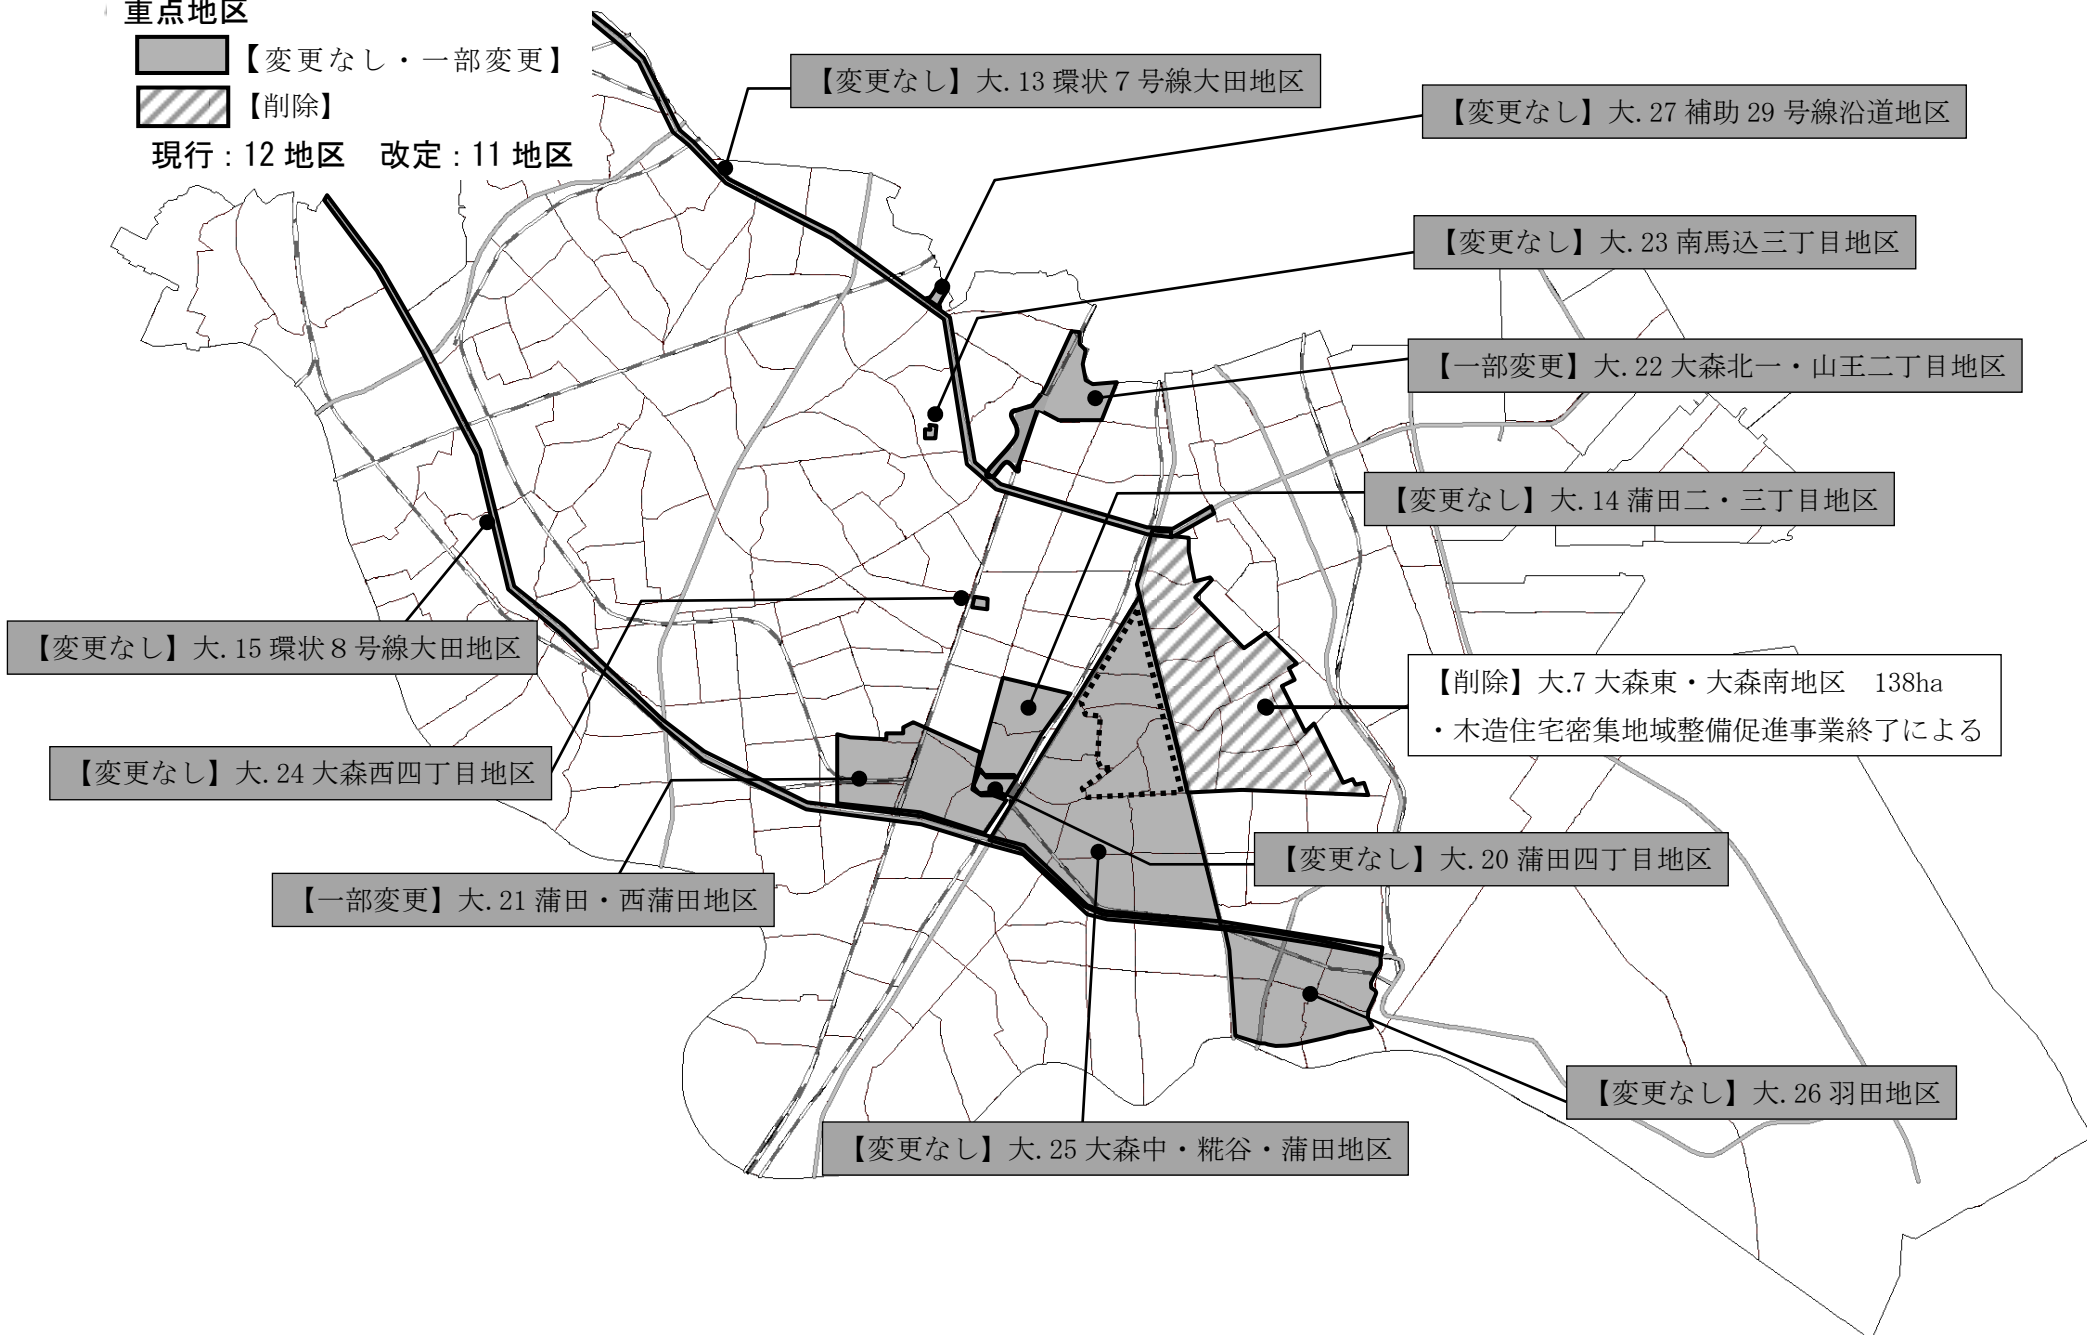 重点地区
【変更なし・一部変更】
【削除】
現行：12 地区　改定：11 地区
【変更なし】大.13 環状７号線大田地区
【変更なし】大.27 補助 29 号線沿道地区
【変更なし】大.23 南馬込三丁目地区
【一部変更】大.22 大森北一・山王二丁目地区
【変更なし】大.14 蒲田二・三丁目地区
【変更なし】大.15 環状８号線大田地区
【削除】大.7 大森東・大森南地区　138ha
・木造住宅密集地域整備促進事業終了による
【変更なし】大.24 大森西四丁目地区
【変更なし】大.20 蒲田四丁目地区
【一部変更】大.21 蒲田・西蒲田地区
【変更なし】大.26 羽田地区
【変更なし】大.25 大森中・糀谷・蒲田地区